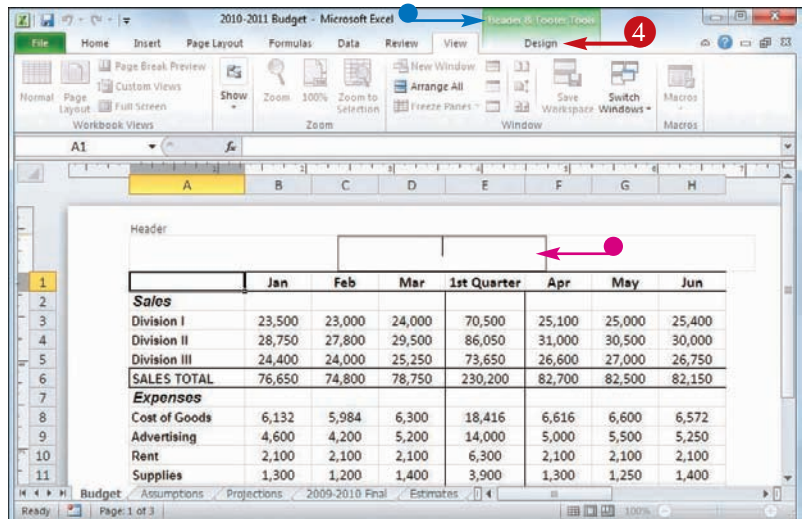 2010-2011 Budget - Microsoft Excel
Header & Footer Tools
4
File Home Insert Page Layout Formulas Data Review View Design
Normal
Page Layout
Page Break Preview
Custom Views
Full Screen
Workbook Views
Show
Zoom
100%
Zoom to Selection
Zoom
New Window
Arrange All
Freeze Panes
Save Workspace
Switch Windows
Window
Macros
Macros
A1 fx
A B C D E F G H
Header
1 Jan Feb Mar 1st Quarter Apr May Jun
2 Sales
3 Division I 23,500 23,000 24,000 70,500 25,100 25,000 25,400
4 Division II 28,750 27,800 29,500 86,050 31,000 30,500 30,000
5 Division III 24,400 24,000 25,250 73,650 26,600 27,000 26,750
6 SALES TOTAL 76,650 74,800 78,750 230,200 82,700 82,500 82,150
7 Expenses
8 Cost of Goods 6,132 5,984 6,300 18,416 6,616 6,600 6,572
9 Advertising 4,600 4,200 5,200 14,000 5,000 5,500 5,250
10 Rent 2,100 2,100 2,100 6,300 2,100 2,100 2,100
11 Supplies 1,300 1,200 1,400 3,900 1,300 1,250 1,400
Budget Assumptions Projections 2009-2010 Final Estimates
Ready Page: 1 of 3 100%